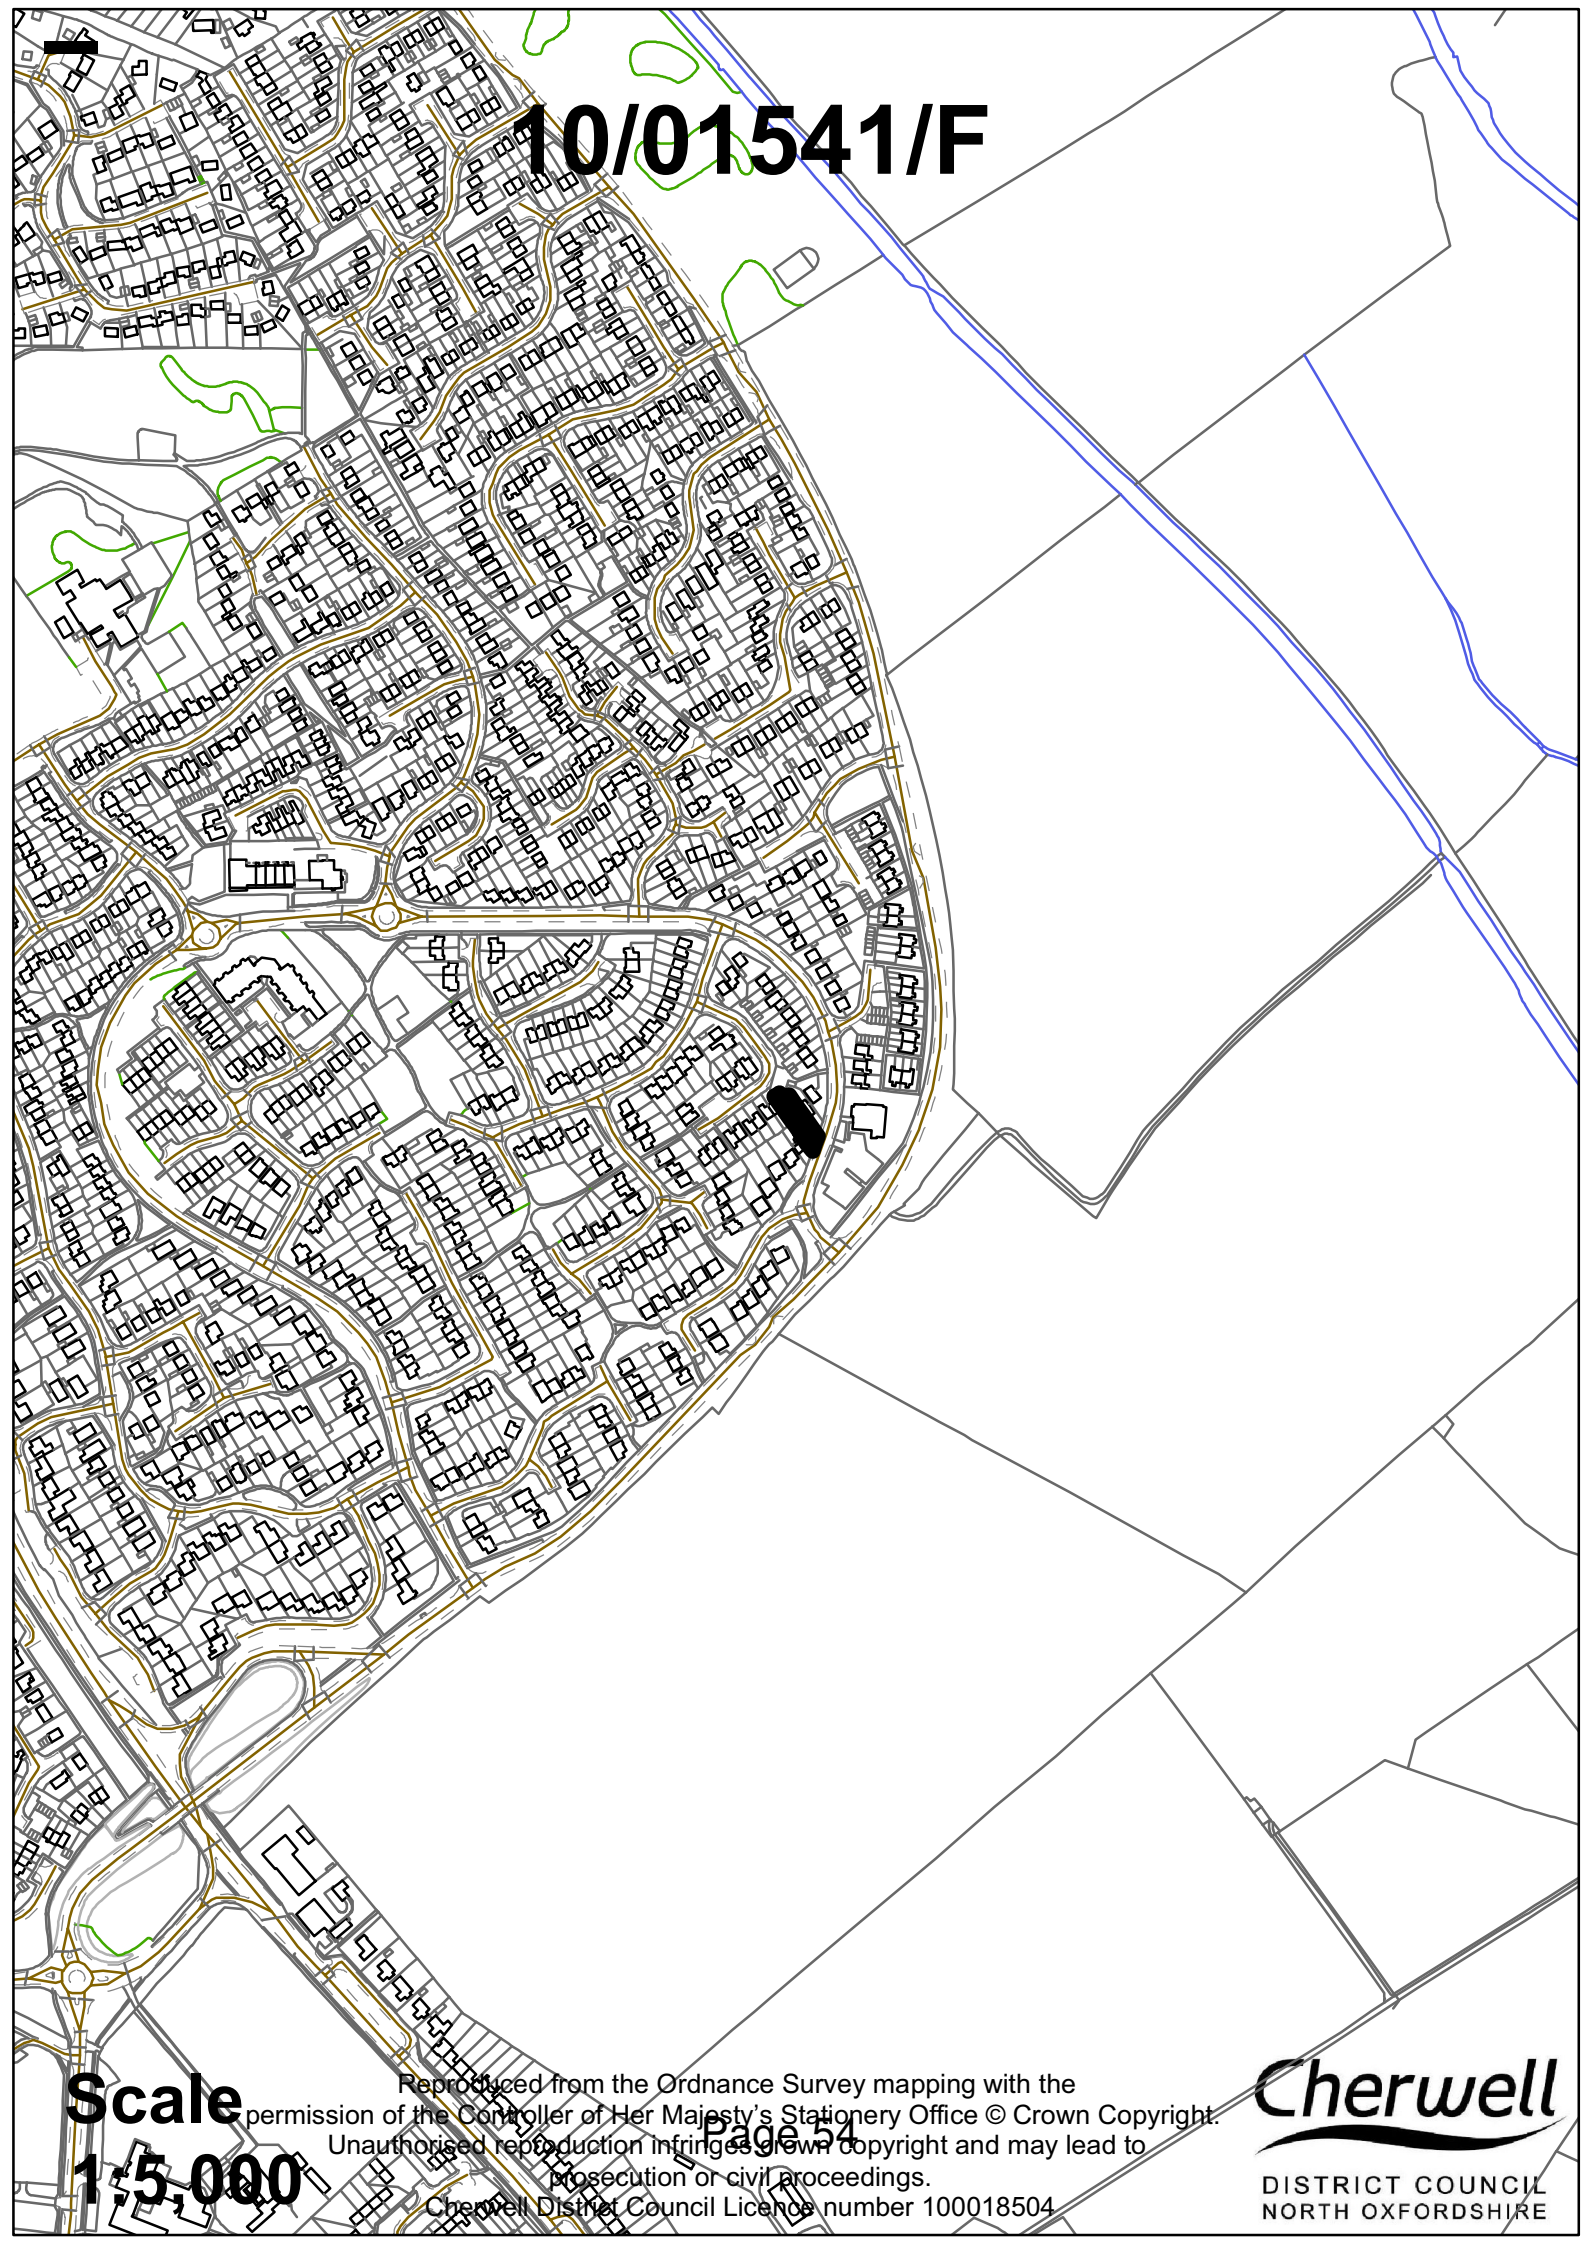 10/01541/F
Scale
1:5,000
Reproduced from the Ordnance Survey mapping with the
permission of the Controller of Her Majesty's Stationery Office © Crown Copyright.
Unauthorised reproduction infringes crown copyright and may lead to
prosecution or civil proceedings.
Cherwell District Council Licence number 100018504
Page 54
Cherwell
DISTRICT COUNCIL
NORTH OXFORDSHIRE